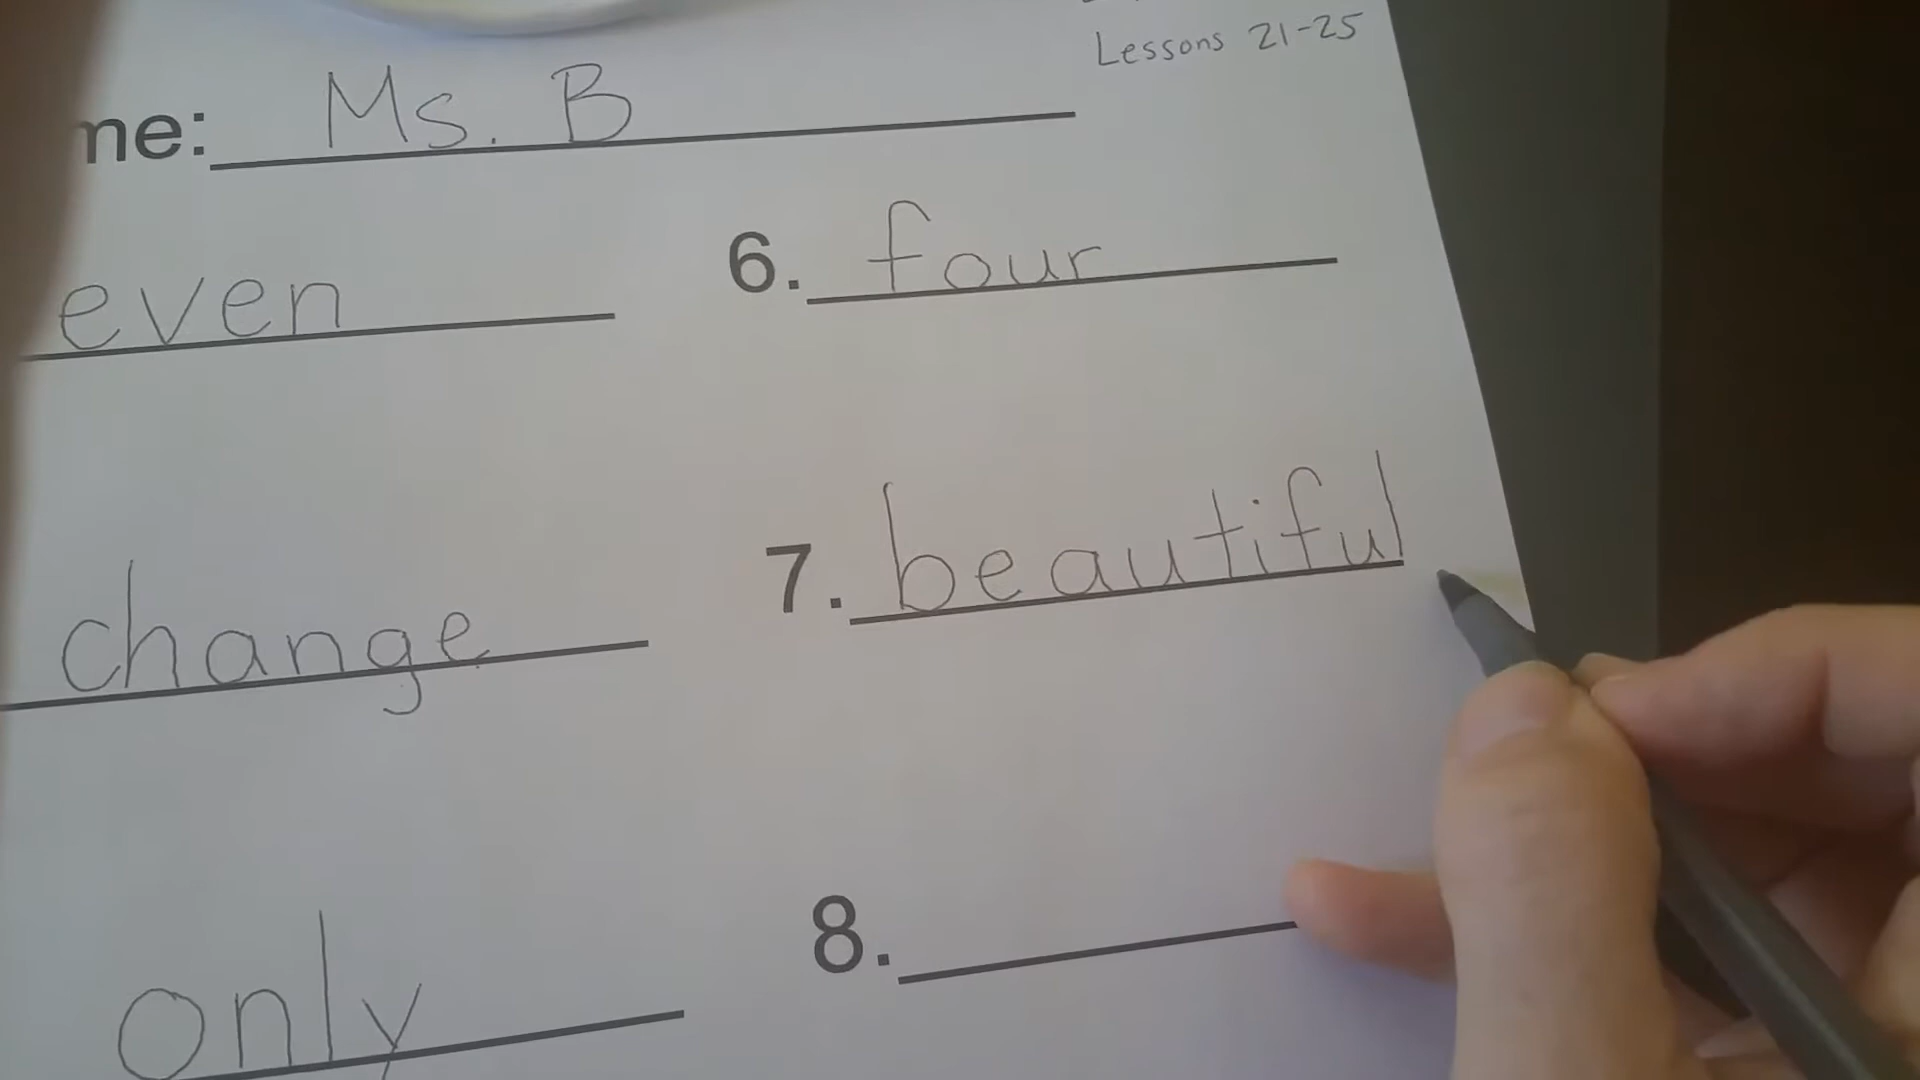 Lessons 21-25
me: Ms. B
even
change
only
6. four
7. beautiful
8.